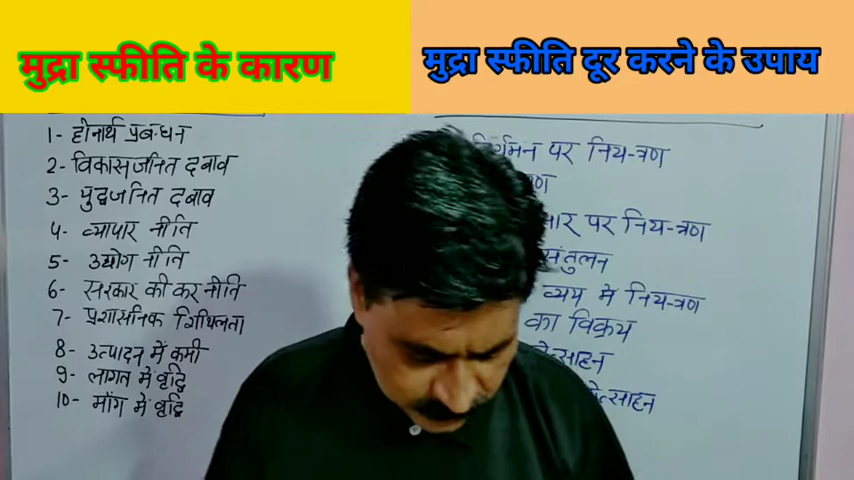 मुद्रा स्फीति के कारण
मुद्रा स्फीति दूर करने के उपाय
1- हीनार्थ प्रबन्धन
2- विकासजनित दबाव
3- युद्धजनित दबाव
4- व्यापार नीति
5- उद्योग नीति
6- सरकार की कर नीति
7- प्रशासनिक शिथिलता
8- उत्पादन में कमी
9- लागत में वृद्धि
10- माँग में वृद्धि
पर नियन्त्रण
पर नियन्त्रण
संतुलन
व्यय में नियन्त्रण
का विक्रय